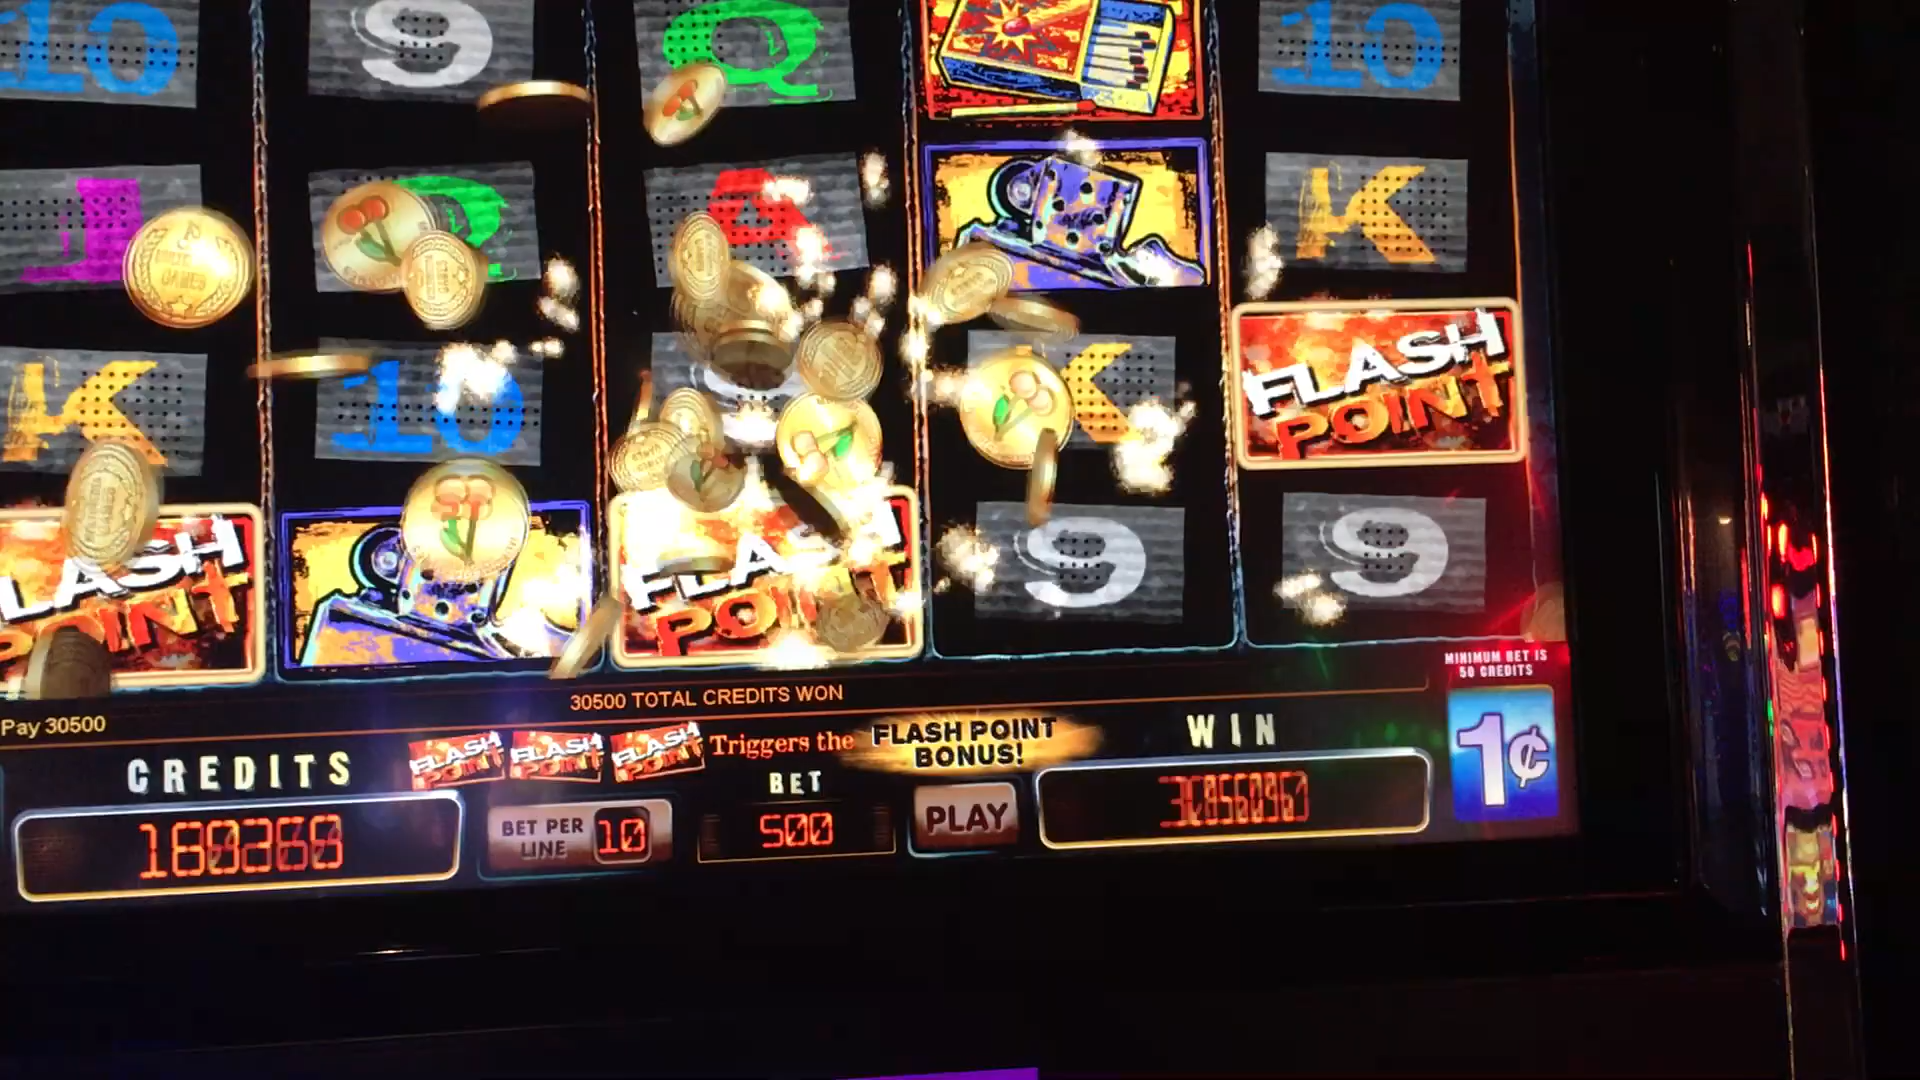 10
9
Q
10
J
Q
A
K
K
10
K
FLASH
POINT
FLASH
POINT
FLASH
POINT
9
9
MINIMUM BET IS
50 CREDITS
30500 TOTAL CREDITS WON
Pay 30500
CREDITS
FLASH POINT FLASH POINT FLASH POINT Triggers the FLASH POINT BONUS!
WIN
1¢
BET PER LINE 10
BET
500
PLAY